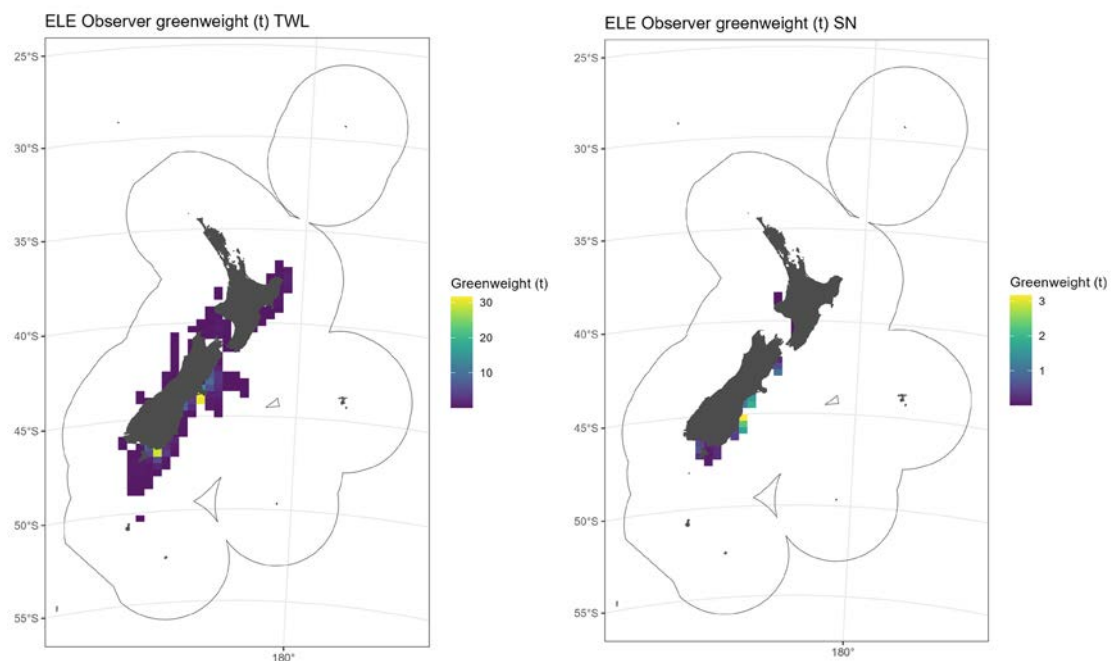 ELE Observer greenweight (t) TWL
25°S
30°S
35°S
40°S
45°S
50°S
55°S
180°
Greenweight (t)
30
20
10
ELE Observer greenweight (t) SN
25°S
30°S
35°S
40°S
45°S
50°S
55°S
180°
Greenweight (t)
3
2
1